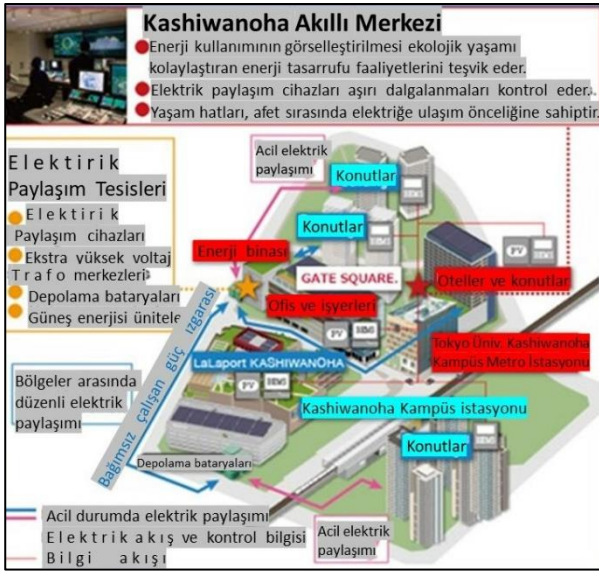 Kashiwanoha Akıllı Merkezi
Enerji kullanımının görselleştirilmesi ekolojik yaşamı
kolaylaştıran enerji tasarrufu faaliyetlerini teşvik eder.
Elektrik paylaşım cihazları aşırı dalgalanmaları kontrol eder.
Yaşam hatları, afet sırasında elektriğe ulaşım önceliğine sahiptir.
Acil elektrik
paylaşımı
Elektirik
Paylaşım Tesisleri
Elektirik
Paylaşım cihazları
Ekstra yüksek voltaj
Trafo merkezleri
Depolama bataryaları
Güneş enerjisi ünitele
Konutlar
Konutlar
Enerji binası
GATE SQUARE.
Oteller ve konutlar
Ofis ve işyerleri
Tokyo Üniv. Kashiwanoha
Kampüs Metro İstasyonu
PV
HEMS
LaLaport KASHIWANOHA
Bağımsız çalışan güç ızgarası
Bölgeler arasında
düzenli elektrik
paylaşımı
Kashiwanoha Kampüs istasyonu
Konutlar
Depolama bataryaları
Acil durumda elektrik paylaşımı
Elektrik akış ve kontrol bilgisi
Bilgi akışı
Acil elektrik
paylaşımı